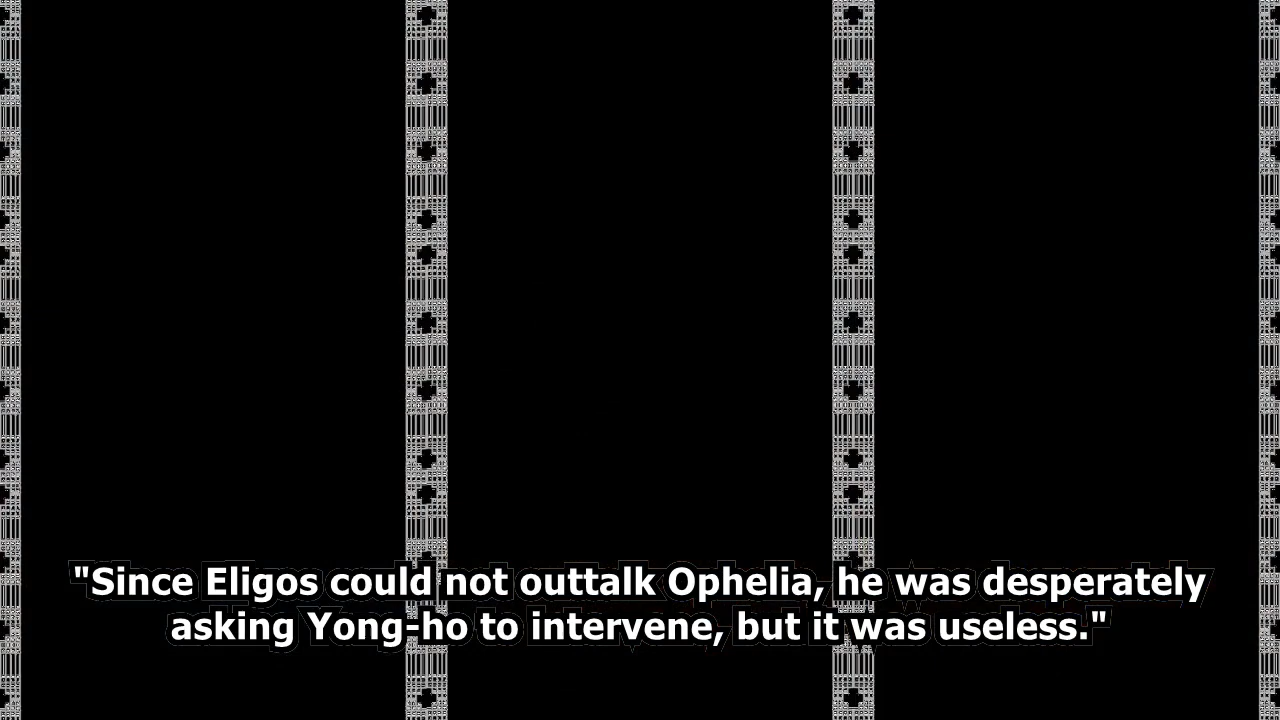 "Since Eligos could not outtalk Ophelia, he was desperately
asking Yong-ho to intervene, but it was useless."